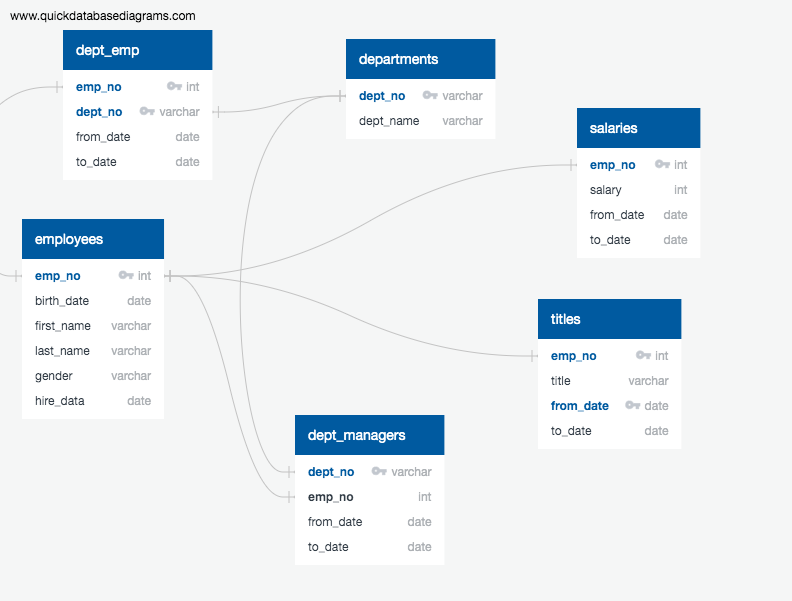 www.quickdatabasediagrams.com
dept_emp
emp_no int
dept_no varchar
from_date date
to_date date
departments
dept_no varchar
dept_name varchar
salaries
emp_no int
salary int
from_date date
to_date date
employees
emp_no int
birth_date date
first_name varchar
last_name varchar
gender varchar
hire_data date
titles
emp_no int
title varchar
from_date date
to_date date
dept_managers
dept_no varchar
emp_no int
from_date date
to_date date